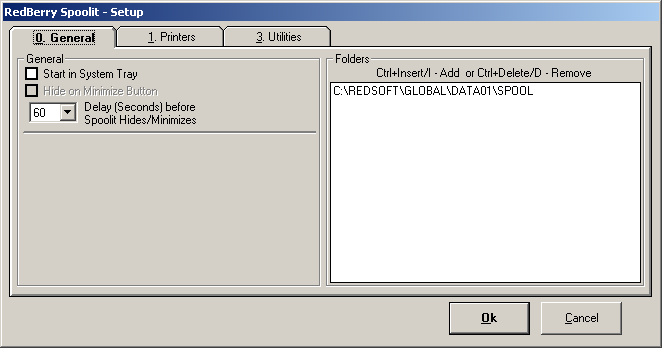 RedBerry Spoolit - Setup
0. General
1. Printers
3. Utilities
General
Start in System Tray
Hide on Minimize Button
60
Delay (Seconds) before
Spoolit Hides/Minimizes
Folders
Ctrl+Insert/I - Add or Ctrl+Delete/D - Remove
C:\REDSOFT\GLOBAL\DATA01\SPOOL
Ok
Cancel